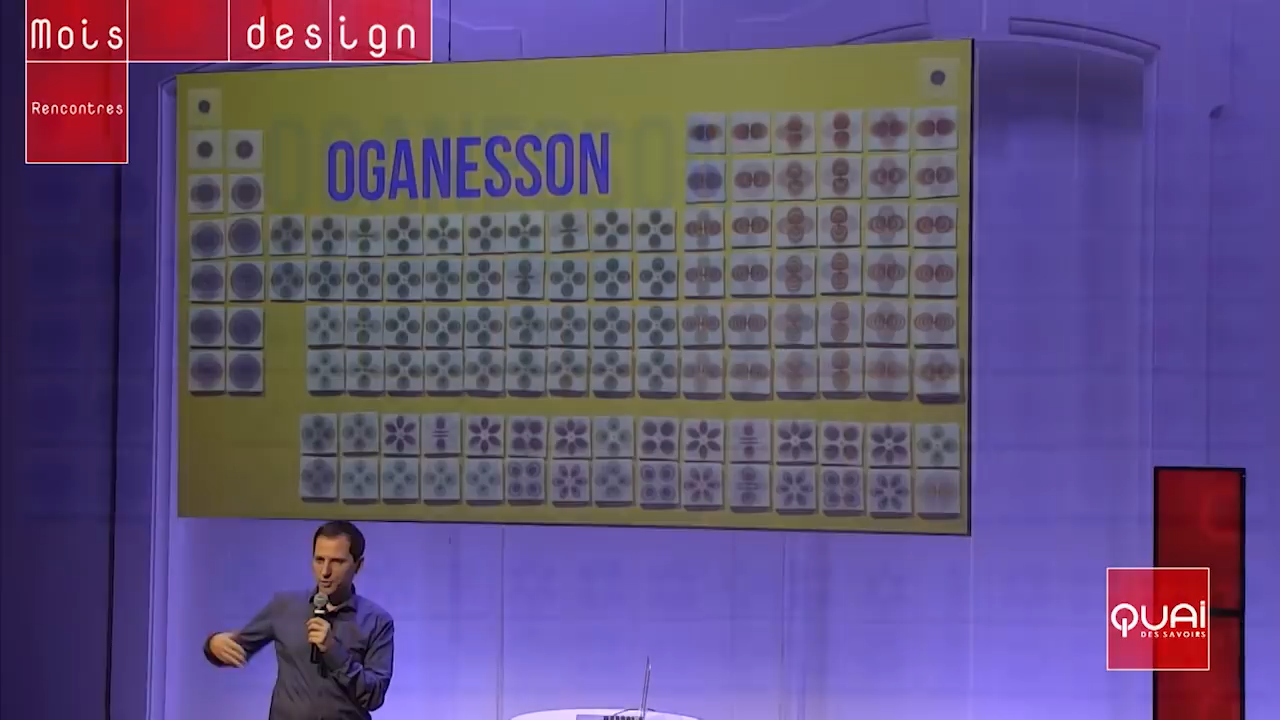 Mois design
Rencontres
OGANESSON
QUAi
DES SAVOIRS